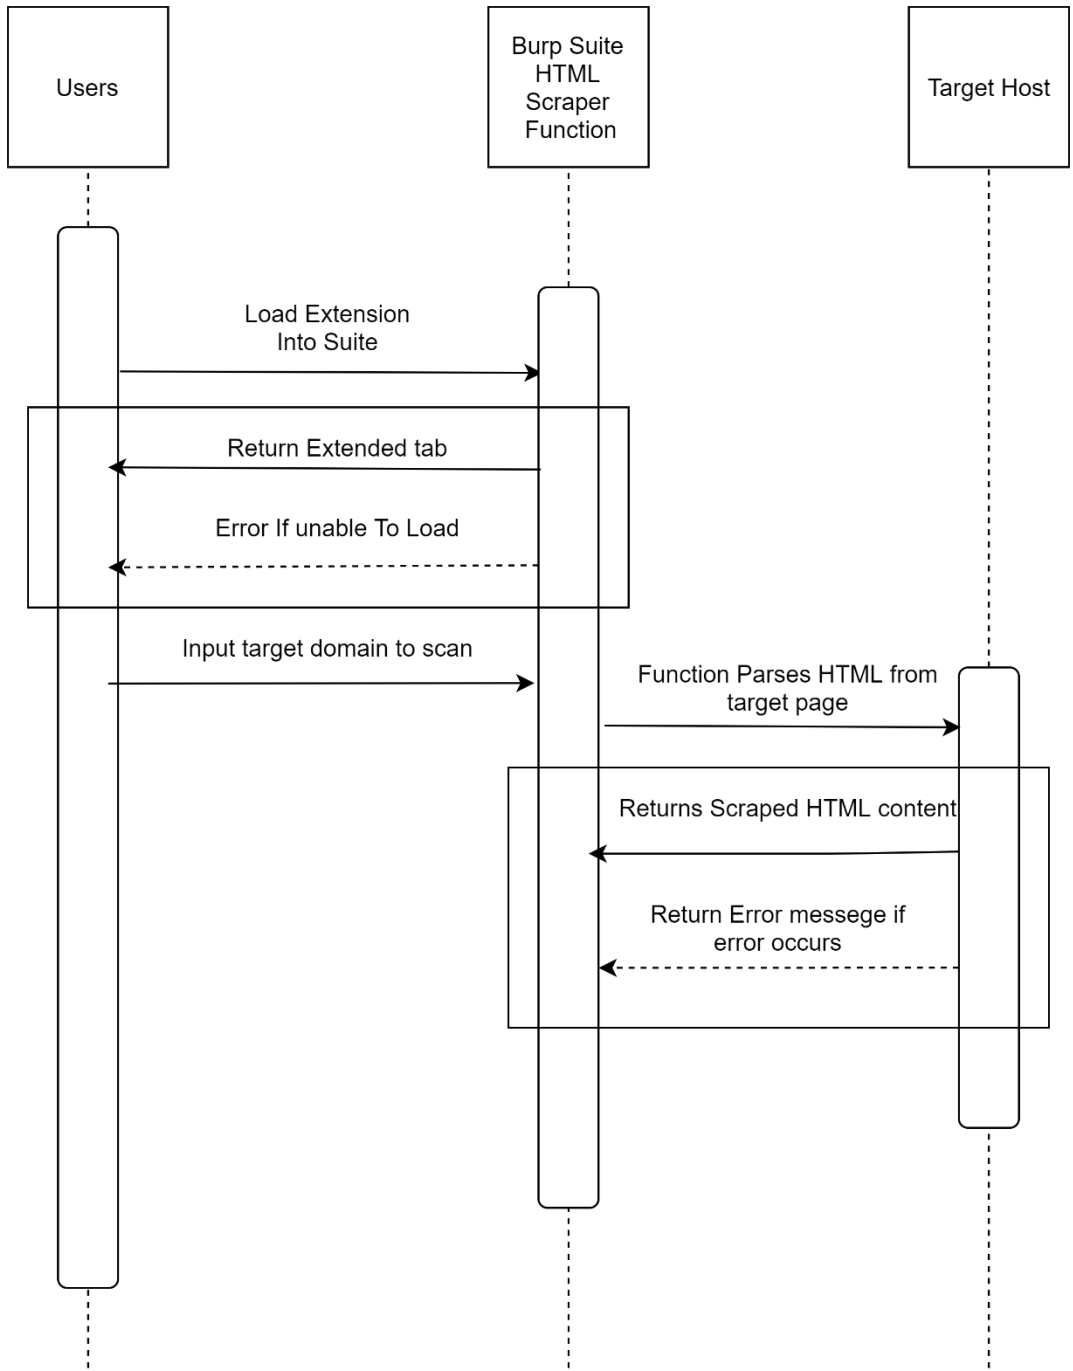 Users
Burp Suite
HTML
Scraper
Function
Target Host
Load Extension
Into Suite
Return Extended tab
Error If unable To Load
Input target domain to scan
Function Parses HTML from
target page
Returns Scraped HTML content
Return Error messege if
error occurs